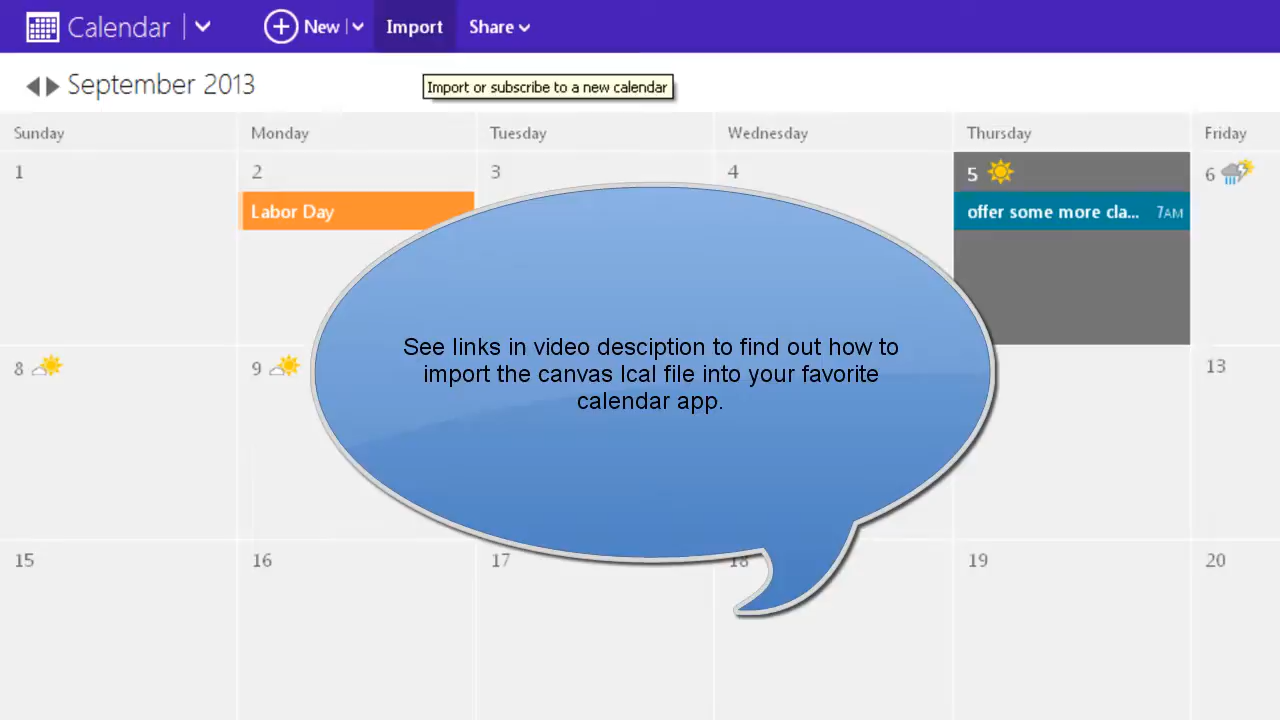 Calendar New Import Share
September 2013
Import or subscribe to a new calendar
Sunday Monday Tuesday Wednesday Thursday Friday
1 2 3 4 5 6
Labor Day offer some more cla... 7AM
See links in video desciption to find out how to
import the canvas Ical file into your favorite
calendar app.
8 9 13
15 16 17 18 19 20